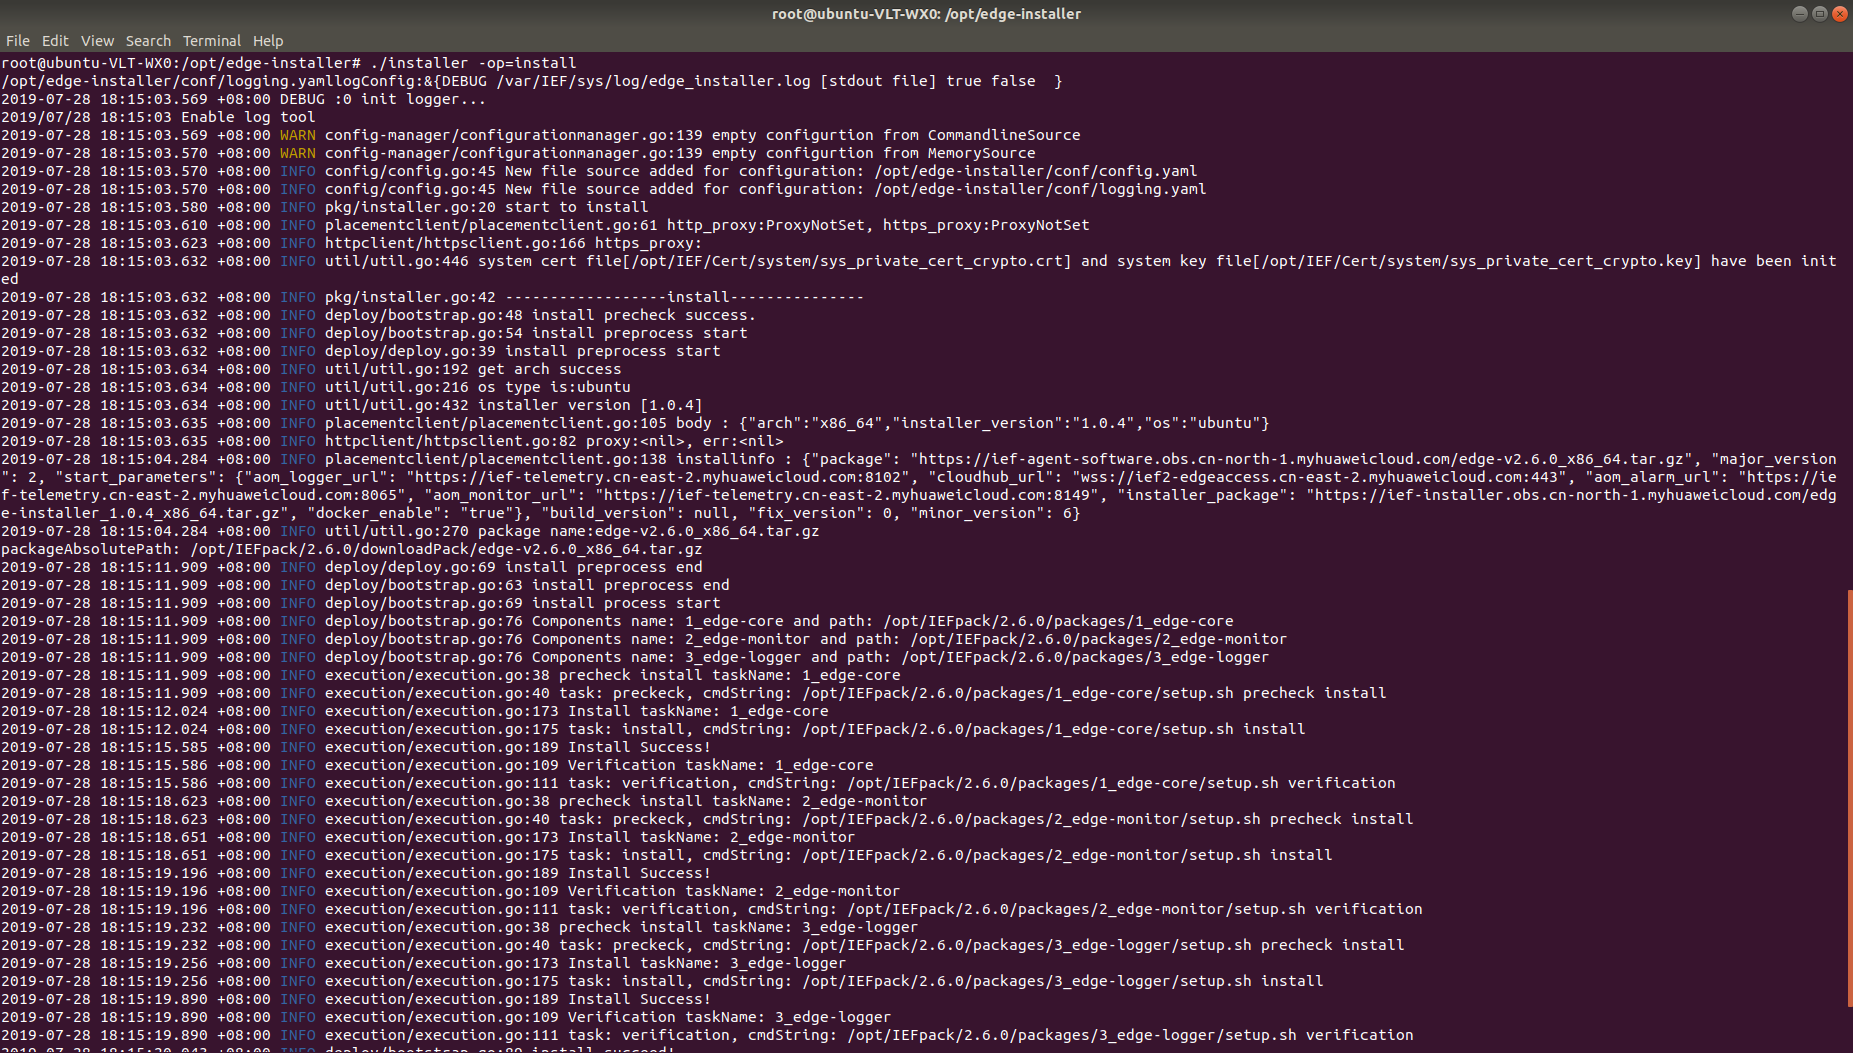 root@ubuntu-VLT-WX0: /opt/edge-installer
File Edit View Search Terminal Help
root@ubuntu-VLT-WX0:/opt/edge-installer# ./installer -op=install
/opt/edge-installer/conf/logging.yamllogConfig:&{DEBUG /var/IEF/sys/log/edge_installer.log [stdout file] true false  }
2019-07-28 18:15:03.569 +08:00 DEBUG :0 init logger...
2019/07/28 18:15:03 Enable log tool
2019-07-28 18:15:03.569 +08:00 WARN config-manager/configurationmanager.go:139 empty configurtion from CommandlineSource
2019-07-28 18:15:03.570 +08:00 WARN config-manager/configurationmanager.go:139 empty configurtion from MemorySource
2019-07-28 18:15:03.570 +08:00 INFO config/config.go:45 New file source added for configuration: /opt/edge-installer/conf/config.yaml
2019-07-28 18:15:03.570 +08:00 INFO config/config.go:45 New file source added for configuration: /opt/edge-installer/conf/logging.yaml
2019-07-28 18:15:03.580 +08:00 INFO pkg/installer.go:20 start to install
2019-07-28 18:15:03.610 +08:00 INFO placementclient/placementclient.go:61 http_proxy:ProxyNotSet, https_proxy:ProxyNotSet
2019-07-28 18:15:03.623 +08:00 INFO httpclient/httpsclient.go:166 https_proxy:
2019-07-28 18:15:03.632 +08:00 INFO util/util.go:446 system cert file[/opt/IEF/Cert/system/sys_private_cert_crypto.crt] and system key file[/opt/IEF/Cert/system/sys_private_cert_crypto.key] have been init
ed
2019-07-28 18:15:03.632 +08:00 INFO pkg/installer.go:42 ------------------install---------------
2019-07-28 18:15:03.632 +08:00 INFO deploy/bootstrap.go:48 install precheck success.
2019-07-28 18:15:03.632 +08:00 INFO deploy/bootstrap.go:54 install preprocess start
2019-07-28 18:15:03.632 +08:00 INFO deploy/deploy.go:39 install preprocess start
2019-07-28 18:15:03.634 +08:00 INFO util/util.go:192 get arch success
2019-07-28 18:15:03.634 +08:00 INFO util/util.go:216 os type is:ubuntu
2019-07-28 18:15:03.634 +08:00 INFO util/util.go:432 installer version [1.0.4]
2019-07-28 18:15:03.635 +08:00 INFO placementclient/placementclient.go:105 body : {"arch":"x86_64","installer_version":"1.0.4","os":"ubuntu"}
2019-07-28 18:15:03.635 +08:00 INFO httpclient/httpsclient.go:82 proxy:<nil>, err:<nil>
2019-07-28 18:15:04.284 +08:00 INFO placementclient/placementclient.go:138 installinfo : {"package": "https://ief-agent-software.obs.cn-north-1.myhuaweicloud.com/edge-v2.6.0_x86_64.tar.gz", "major_version
": 2, "start_parameters": {"aom_logger_url": "https://ief-telemetry.cn-east-2.myhuaweicloud.com:8102", "cloudhub_url": "wss://ief2-edgeaccess.cn-east-2.myhuaweicloud.com:443", "aom_alarm_url": "https://ie
f-telemetry.cn-east-2.myhuaweicloud.com:8065", "aom_monitor_url": "https://ief-telemetry.cn-east-2.myhuaweicloud.com:8149", "installer_package": "https://ief-installer.obs.cn-north-1.myhuaweicloud.com/edg
e-installer_1.0.4_x86_64.tar.gz", "docker_enable": "true"}, "build_version": null, "fix_version": 0, "minor_version": 6}
2019-07-28 18:15:04.284 +08:00 INFO util/util.go:270 package name:edge-v2.6.0_x86_64.tar.gz
packageAbsolutePath: /opt/IEFpack/2.6.0/downloadPack/edge-v2.6.0_x86_64.tar.gz
2019-07-28 18:15:11.909 +08:00 INFO deploy/deploy.go:69 install preprocess end
2019-07-28 18:15:11.909 +08:00 INFO deploy/bootstrap.go:63 install preprocess end
2019-07-28 18:15:11.909 +08:00 INFO deploy/bootstrap.go:69 install process start
2019-07-28 18:15:11.909 +08:00 INFO deploy/bootstrap.go:76 Components name: 1_edge-core and path: /opt/IEFpack/2.6.0/packages/1_edge-core
2019-07-28 18:15:11.909 +08:00 INFO deploy/bootstrap.go:76 Components name: 2_edge-monitor and path: /opt/IEFpack/2.6.0/packages/2_edge-monitor
2019-07-28 18:15:11.909 +08:00 INFO deploy/bootstrap.go:76 Components name: 3_edge-logger and path: /opt/IEFpack/2.6.0/packages/3_edge-logger
2019-07-28 18:15:11.909 +08:00 INFO execution/execution.go:38 precheck install taskName: 1_edge-core
2019-07-28 18:15:11.909 +08:00 INFO execution/execution.go:40 task: preckeck, cmdString: /opt/IEFpack/2.6.0/packages/1_edge-core/setup.sh precheck install
2019-07-28 18:15:12.024 +08:00 INFO execution/execution.go:173 Install taskName: 1_edge-core
2019-07-28 18:15:12.024 +08:00 INFO execution/execution.go:175 task: install, cmdString: /opt/IEFpack/2.6.0/packages/1_edge-core/setup.sh install
2019-07-28 18:15:15.585 +08:00 INFO execution/execution.go:189 Install Success!
2019-07-28 18:15:15.586 +08:00 INFO execution/execution.go:109 Verification taskName: 1_edge-core
2019-07-28 18:15:15.586 +08:00 INFO execution/execution.go:111 task: verification, cmdString: /opt/IEFpack/2.6.0/packages/1_edge-core/setup.sh verification
2019-07-28 18:15:18.623 +08:00 INFO execution/execution.go:38 precheck install taskName: 2_edge-monitor
2019-07-28 18:15:18.623 +08:00 INFO execution/execution.go:40 task: preckeck, cmdString: /opt/IEFpack/2.6.0/packages/2_edge-monitor/setup.sh precheck install
2019-07-28 18:15:18.651 +08:00 INFO execution/execution.go:173 Install taskName: 2_edge-monitor
2019-07-28 18:15:18.651 +08:00 INFO execution/execution.go:175 task: install, cmdString: /opt/IEFpack/2.6.0/packages/2_edge-monitor/setup.sh install
2019-07-28 18:15:19.196 +08:00 INFO execution/execution.go:189 Install Success!
2019-07-28 18:15:19.196 +08:00 INFO execution/execution.go:109 Verification taskName: 2_edge-monitor
2019-07-28 18:15:19.196 +08:00 INFO execution/execution.go:111 task: verification, cmdString: /opt/IEFpack/2.6.0/packages/2_edge-monitor/setup.sh verification
2019-07-28 18:15:19.232 +08:00 INFO execution/execution.go:38 precheck install taskName: 3_edge-logger
2019-07-28 18:15:19.232 +08:00 INFO execution/execution.go:40 task: preckeck, cmdString: /opt/IEFpack/2.6.0/packages/3_edge-logger/setup.sh precheck install
2019-07-28 18:15:19.256 +08:00 INFO execution/execution.go:173 Install taskName: 3_edge-logger
2019-07-28 18:15:19.256 +08:00 INFO execution/execution.go:175 task: install, cmdString: /opt/IEFpack/2.6.0/packages/3_edge-logger/setup.sh install
2019-07-28 18:15:19.890 +08:00 INFO execution/execution.go:189 Install Success!
2019-07-28 18:15:19.890 +08:00 INFO execution/execution.go:109 Verification taskName: 3_edge-logger
2019-07-28 18:15:19.890 +08:00 INFO execution/execution.go:111 task: verification, cmdString: /opt/IEFpack/2.6.0/packages/3_edge-logger/setup.sh verification